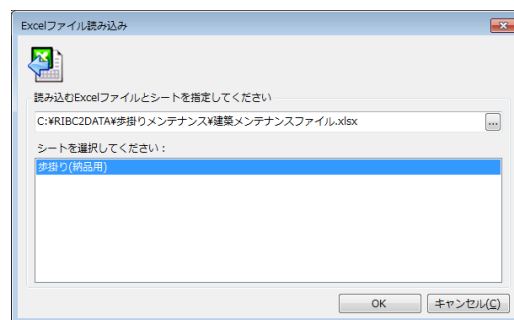 Excelファイル読み込み
読み込むExcelファイルとシートを指定してください
C:¥RIBC2DATA¥歩掛りメンテナンス¥建築メンテナンスファイル.xlsx
...
シートを選択してください：
歩掛り(納品用)
OK
キャンセル(C)